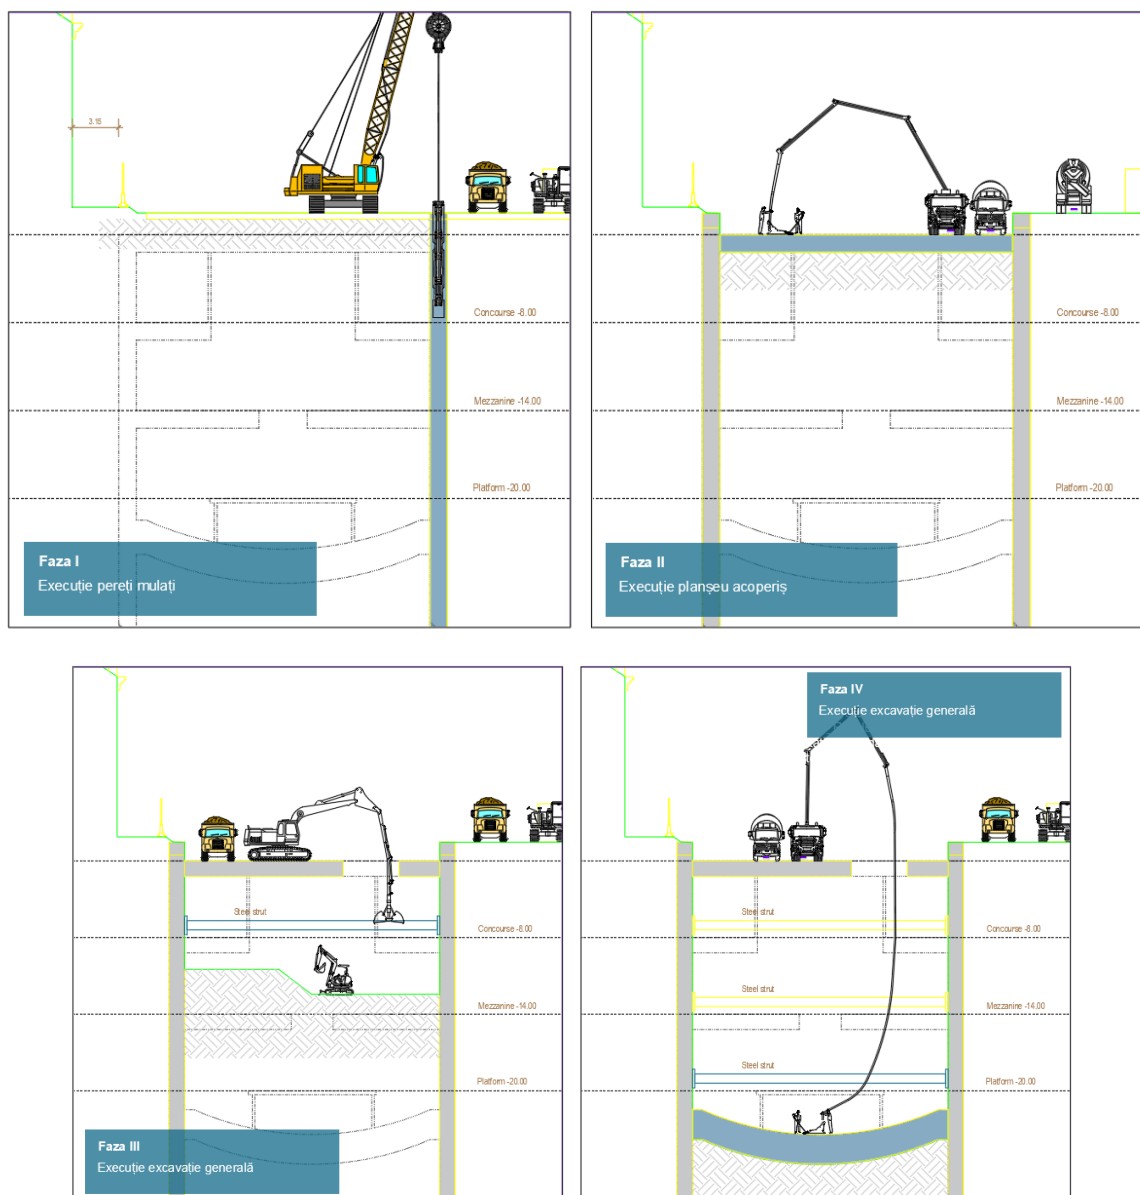 3.15
Concourse -8.00
Mezzanine -14.00
Platform -20.00
Faza I
Execuție pereți mulați
Concourse -8.00
Mezzanine -14.00
Platform -20.00
Faza II
Execuție planșeu acoperiș
Steel strut
Concourse -8.00
Mezzanine -14.00
Platform -20.00
Faza III
Execuție excavație generală
Faza IV
Execuție excavație generală
Steel strut
Concourse -8.00
Steel strut
Mezzanine -14.00
Steel strut
Platform -20.00